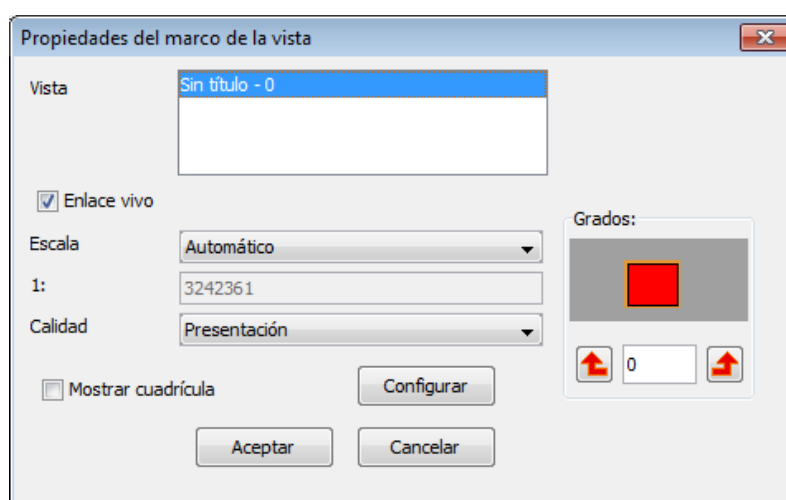 Propiedades del marco de la vista
Vista
Sin título - 0
Enlace vivo
Grados:
Escala
Automático
1:
3242361
Calidad
Presentación
0
Mostrar cuadrícula
Configurar
Aceptar
Cancelar